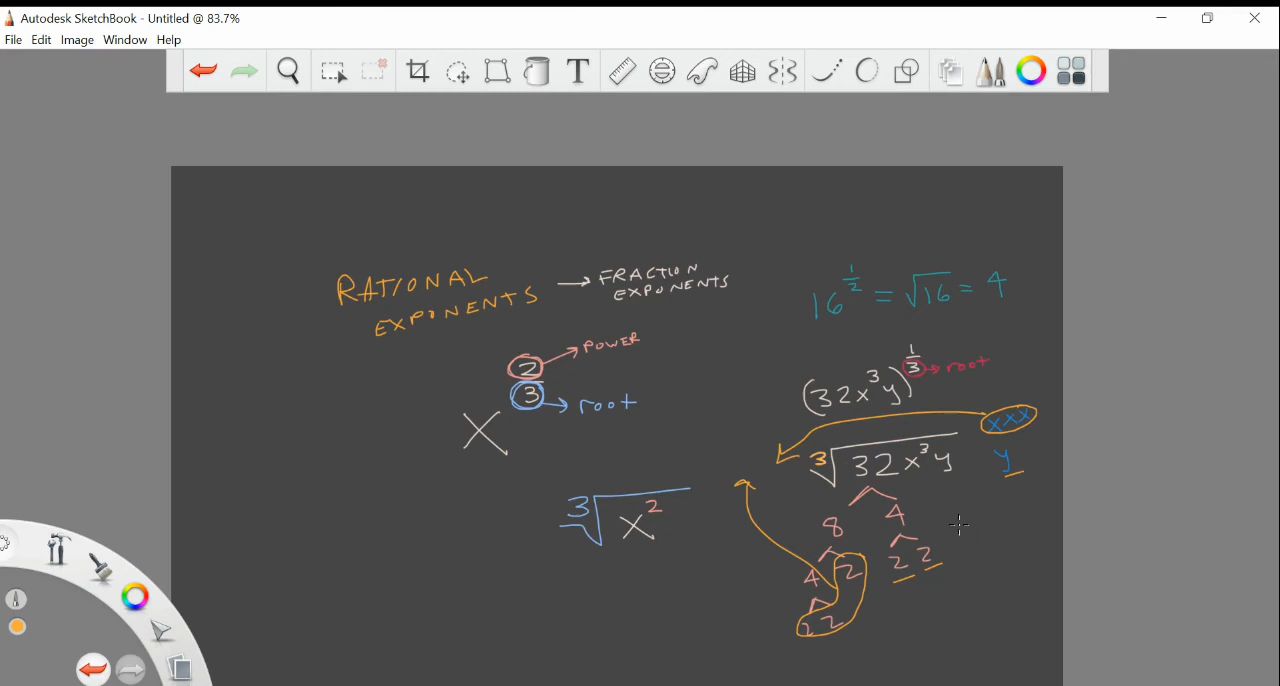 Autodesk SketchBook - Untitled @ 83.7%
File Edit Image Window Help
T
RATIONAL EXPONENTS
→ FRACTION EXPONENTS
16^(1/2) = √16 = 4
2 → POWER
3 → root
X
(32x³y)^(1/3) → root
xxx
³√32x³y
y
³√x²
8 4
4 2 2 2
2 2